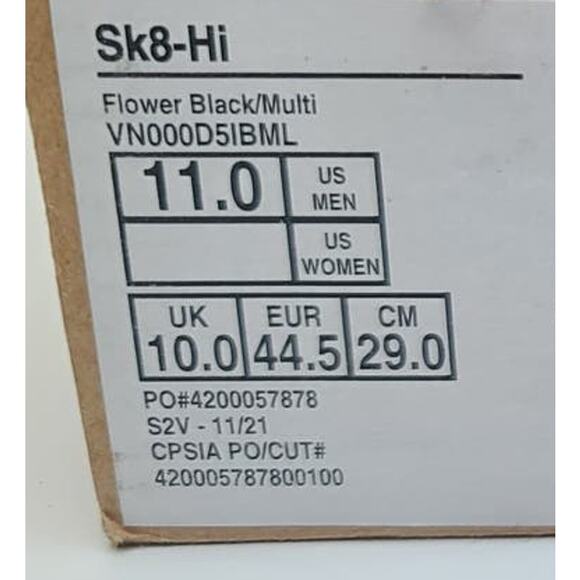 Sk8-Hi
Flower Black/Multi
VN000D5IBML
11.0 US MEN
US WOMEN
UK EUR CM
10.0 44.5 29.0
PO#4200057878
S2V - 11/21
CPSIA PO/CUT#
420005787800100